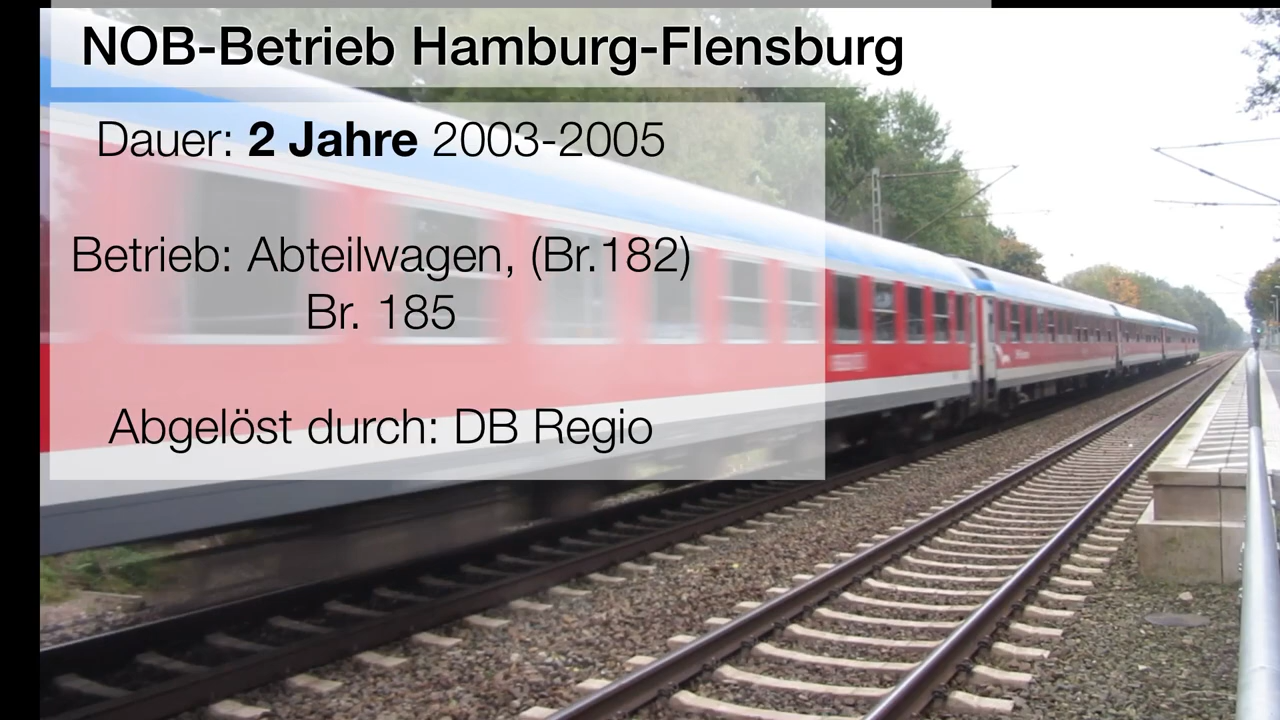 NOB-Betrieb Hamburg-Flensburg
Dauer: 2 Jahre 2003-2005
Betrieb: Abteilwagen, (Br.182)
Br. 185
Abgelöst durch: DB Regio